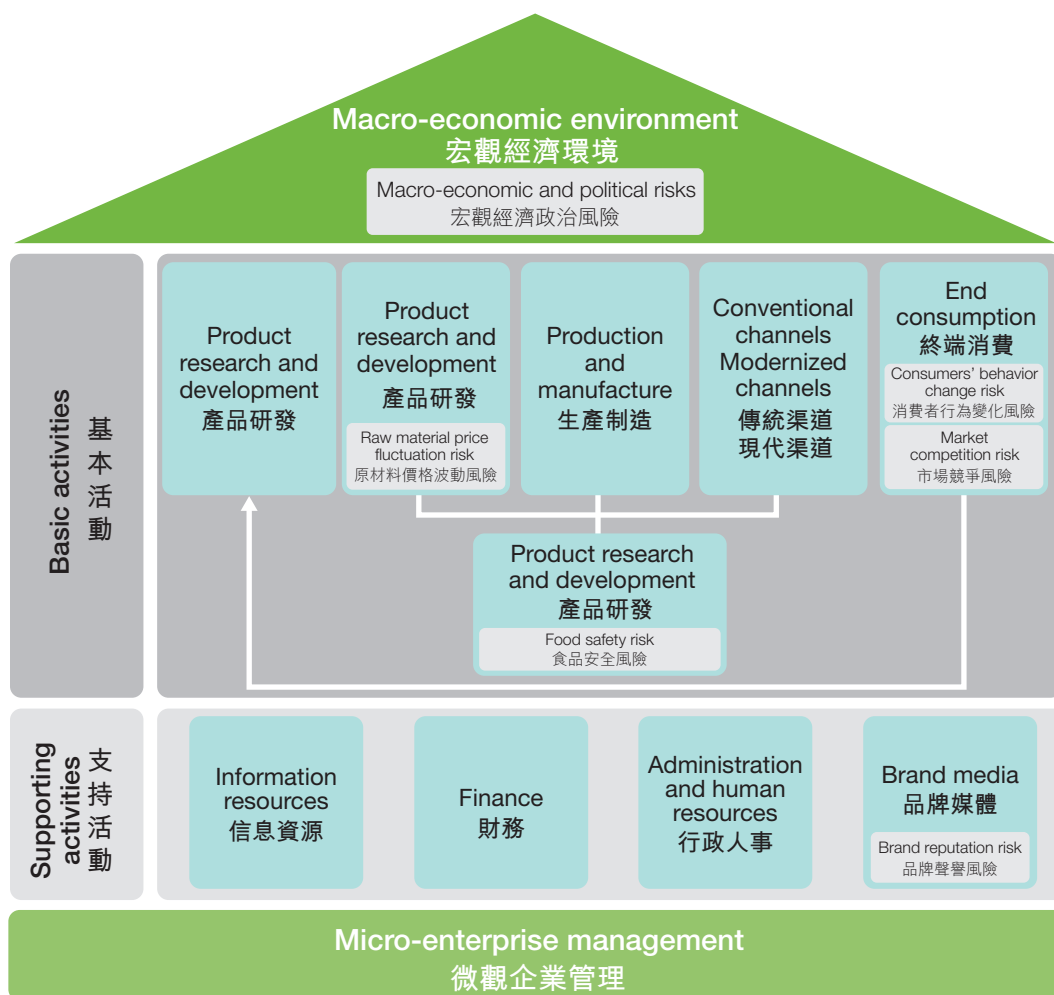 Macro-economic environment
宏觀經濟環境
Macro-economic and political risks
宏觀經濟政治風險
Basic activities
基本活動
Product
research and
development
產品研發
Product
research and
development
產品研發
Raw material price
fluctuation risk
原材料價格波動風險
Production
and
manufacture
生產制造
Conventional
channels
Modernized
channels
傳統渠道
現代渠道
End
consumption
終端消費
Consumers' behavior
change risk
消費者行為變化風險
Market
competition risk
市場競爭風險
Product research
and development
產品研發
Food safety risk
食品安全風險
Supporting
activities
支持活動
Information
resources
信息資源
Finance
財務
Administration
and human
resources
行政人事
Brand media
品牌媒體
Brand reputation risk
品牌聲譽風險
Micro-enterprise management
微觀企業管理